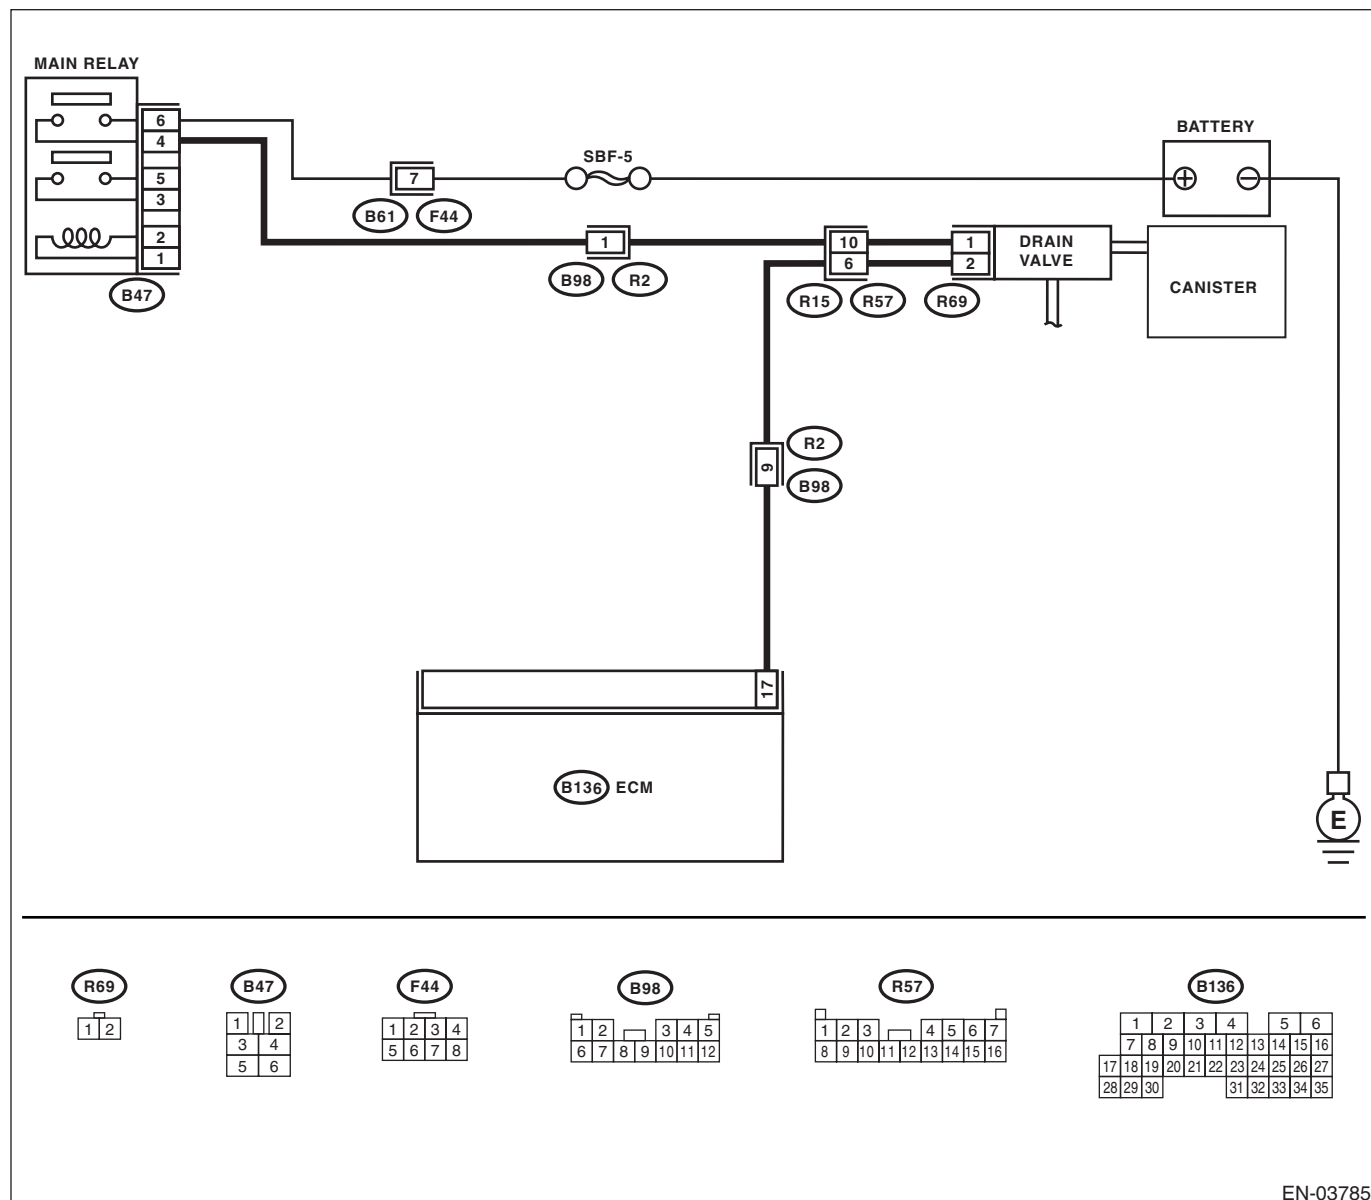 MAIN RELAY
6
4
5
3
2
1
B47
7
B61 F44
SBF-5
BATTERY
+ −
1
B98 R2
10
6
R15 R57
1
2
R69
DRAIN
VALVE
CANISTER
9
R2
B98
17
B136 ECM
E
R69
1 2
B47
1 2
3 4
5 6
F44
1 2 3 4
5 6 7 8
B98
1 2 3 4 5
6 7 8 9 10 11 12
R57
1 2 3 4 5 6 7
8 9 10 11 12 13 14 15 16
B136
1 2 3 4 5 6
7 8 9 10 11 12 13 14 15 16
17 18 19 20 21 22 23 24 25 26 27
28 29 30 31 32 33 34 35
EN-03785